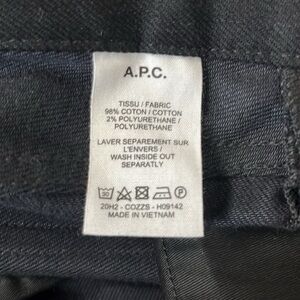 A.P.C.
TISSU / FABRIC
98% COTON / COTTON
2% POLYURETHANE /
POLYURETHANE
LAVER SEPAREMENT SUR
L'ENVERS /
WASH INSIDE OUT
SEPARATLY
30
P
20H2 - COZZS - H09142
MADE IN VIETNAM